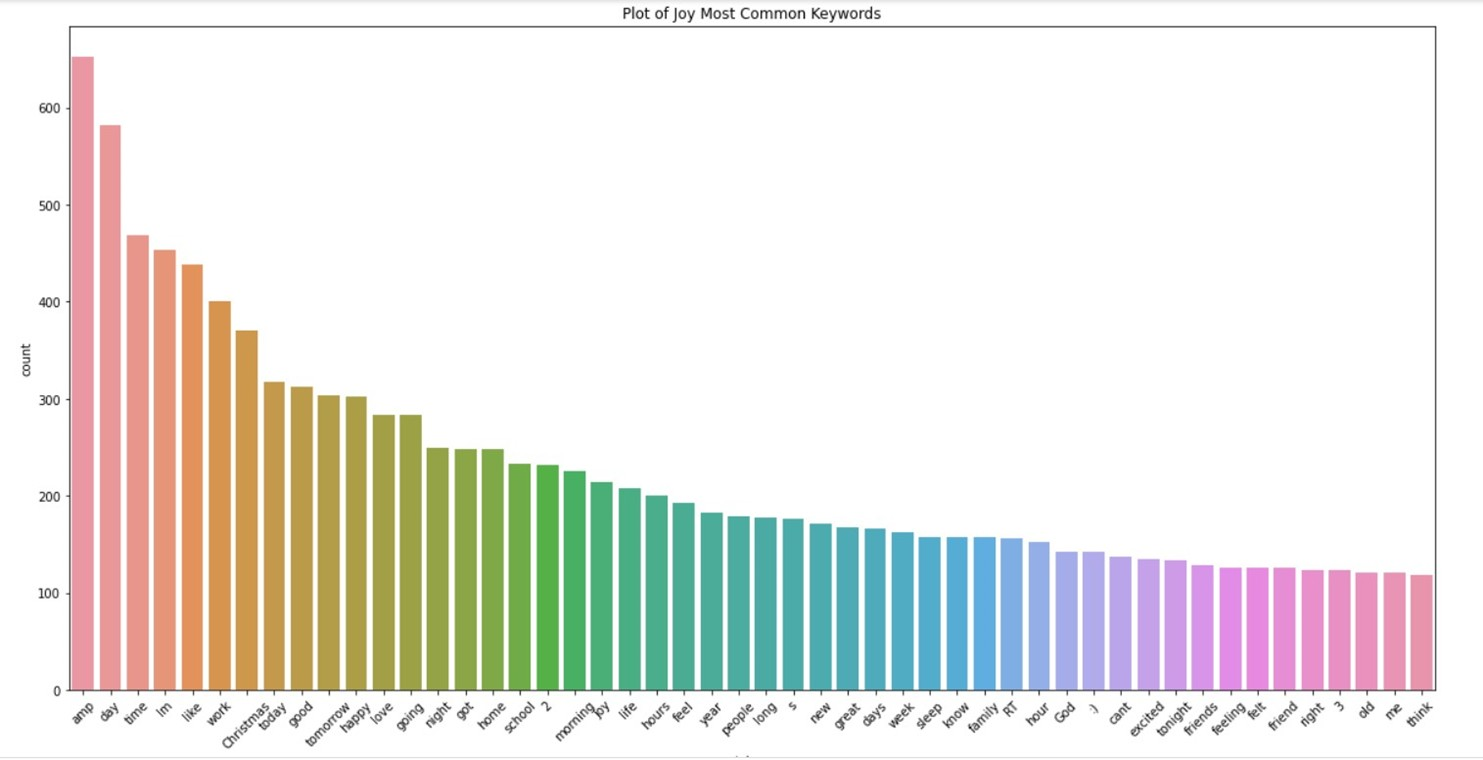 Plot of Joy Most Common Keywords
600
500
400
300
200
100
0
count
amp
day
time
Im
like
work
Christmas
today
good
tomorrow
happy
love
going
night
got
home
school
2
morning
Joy
life
hours
feel
year
people
long
s
new
great
days
week
sleep
know
family
RT
hour
God
:)
cant
excited
tonight
friends
feeling
felt
friend
right
3
old
me
think